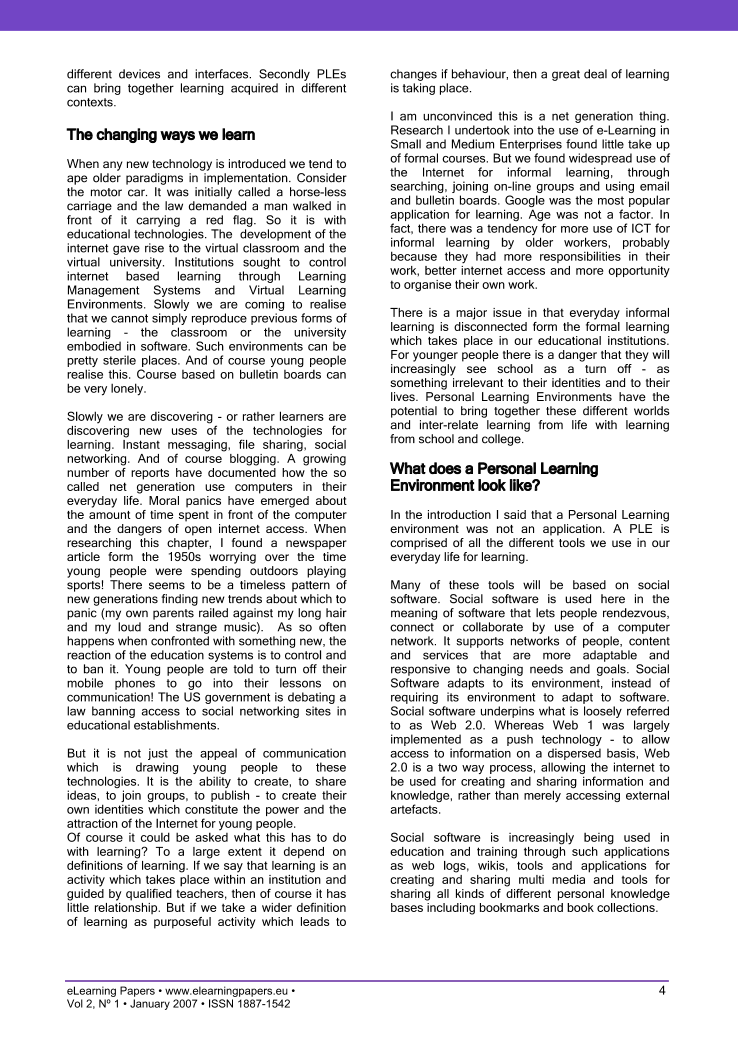 different devices and interfaces. Secondly PLEs
can bring together learning acquired in different
contexts.
The changing ways we learn
When any new technology is introduced we tend to
ape older paradigms in implementation. Consider
the motor car. It was initially called a horse-less
carriage and the law demanded a man walked in
front of it carrying a red flag. So it is with
educational technologies. The development of the
internet gave rise to the virtual classroom and the
virtual university. Institutions sought to control
internet based learning through Learning
Management Systems and Virtual Learning
Environments. Slowly we are coming to realise
that we cannot simply reproduce previous forms of
learning - the classroom or the university
embodied in software. Such environments can be
pretty sterile places. And of course young people
realise this. Course based on bulletin boards can
be very lonely.
Slowly we are discovering - or rather learners are
discovering new uses of the technologies for
learning. Instant messaging, file sharing, social
networking. And of course blogging. A growing
number of reports have documented how the so
called net generation use computers in their
everyday life. Moral panics have emerged about
the amount of time spent in front of the computer
and the dangers of open internet access. When
researching this chapter, I found a newspaper
article form the 1950s worrying over the time
young people were spending outdoors playing
sports! There seems to be a timeless pattern of
new generations finding new trends about which to
panic (my own parents railed against my long hair
and my loud and strange music). As so often
happens when confronted with something new, the
reaction of the education systems is to control and
to ban it. Young people are told to turn off their
mobile phones to go into their lessons on
communication! The US government is debating a
law banning access to social networking sites in
educational establishments.
But it is not just the appeal of communication
which is drawing young people to these
technologies. It is the ability to create, to share
ideas, to join groups, to publish - to create their
own identities which constitute the power and the
attraction of the Internet for young people.
Of course it could be asked what this has to do
with learning? To a large extent it depend on
definitions of learning. If we say that learning is an
activity which takes place within an institution and
guided by qualified teachers, then of course it has
little relationship. But if we take a wider definition
of learning as purposeful activity which leads to
changes if behaviour, then a great deal of learning
is taking place.
I am unconvinced this is a net generation thing.
Research I undertook into the use of e-Learning in
Small and Medium Enterprises found little take up
of formal courses. But we found widespread use of
the Internet for informal learning, through
searching, joining on-line groups and using email
and bulletin boards. Google was the most popular
application for learning. Age was not a factor. In
fact, there was a tendency for more use of ICT for
informal learning by older workers, probably
because they had more responsibilities in their
work, better internet access and more opportunity
to organise their own work.
There is a major issue in that everyday informal
learning is disconnected form the formal learning
which takes place in our educational institutions.
For younger people there is a danger that they will
increasingly see school as a turn off - as
something irrelevant to their identities and to their
lives. Personal Learning Environments have the
potential to bring together these different worlds
and inter-relate learning from life with learning
from school and college.
What does a Personal Learning
Environment look like?
In the introduction I said that a Personal Learning
environment was not an application. A PLE is
comprised of all the different tools we use in our
everyday life for learning.
Many of these tools will be based on social
software. Social software is used here in the
meaning of software that lets people rendezvous,
connect or collaborate by use of a computer
network. It supports networks of people, content
and services that are more adaptable and
responsive to changing needs and goals. Social
Software adapts to its environment, instead of
requiring its environment to adapt to software.
Social software underpins what is loosely referred
to as Web 2.0. Whereas Web 1 was largely
implemented as a push technology - to allow
access to information on a dispersed basis, Web
2.0 is a two way process, allowing the internet to
be used for creating and sharing information and
knowledge, rather than merely accessing external
artefacts.
Social software is increasingly being used in
education and training through such applications
as web logs, wikis, tools and applications for
creating and sharing multi media and tools for
sharing all kinds of different personal knowledge
bases including bookmarks and book collections.
eLearning Papers • www.elearningpapers.eu •
Vol 2, Nº 1 • January 2007 • ISSN 1887-1542
4